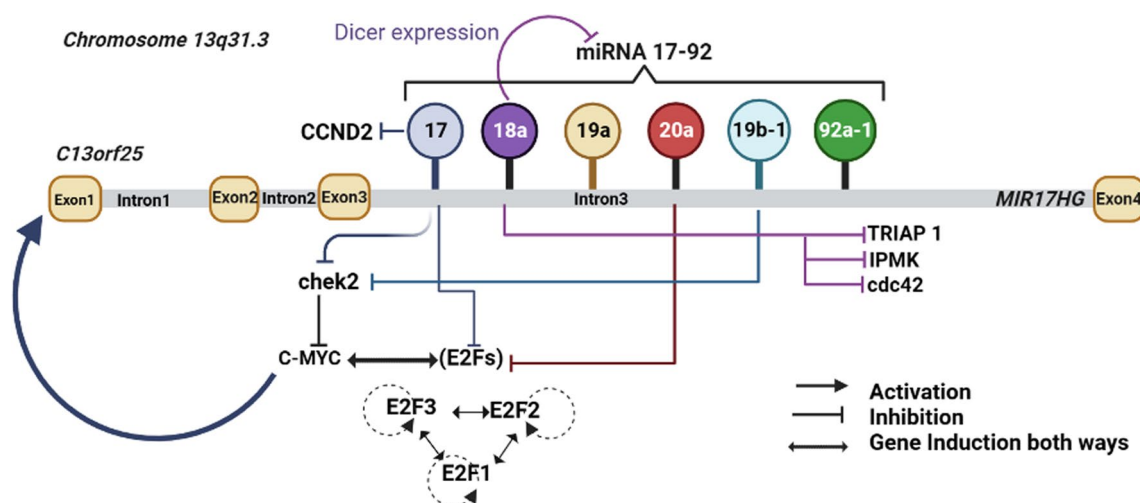 Chromosome 13q31.3
Dicer expression
miRNA 17-92
CCND2
17
18a
19a
20a
19b-1
92a-1
C13orf25
Exon1
Intron1
Exon2
Intron2
Exon3
Intron3
MIR17HG
Exon4
TRIAP 1
IPMK
cdc42
chek2
C-MYC
(E2Fs)
E2F3
E2F2
E2F1
Activation
Inhibition
Gene Induction both ways